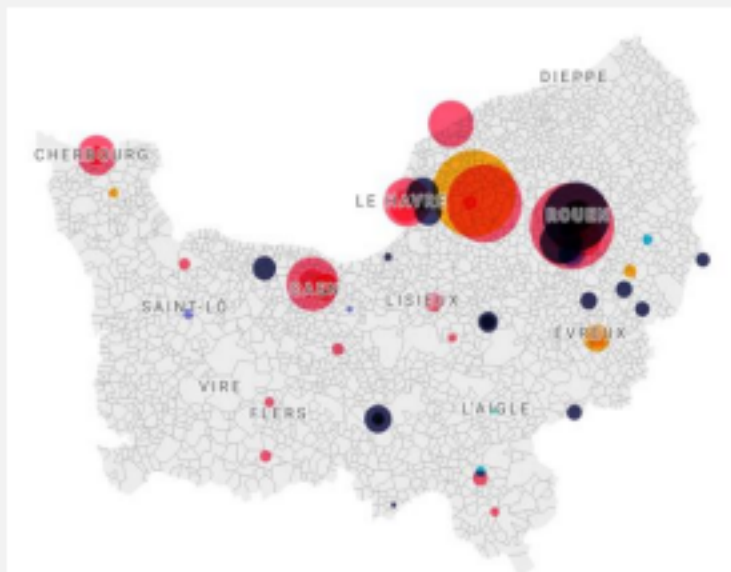 DIEPPE
CHERBOURG
LE HAVRE
ROUEN
CAEN
SAINT-LÔ
LISIEUX
ÉVREUX
VIRE
FLERS
L'AIGLE